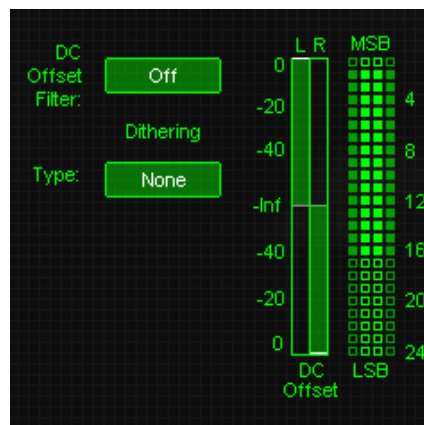 L R
MSB
DC
Offset
Filter:
Off
0
-20
-40
-Inf
-40
-20
0
4
8
12
16
20
24
Dithering
Type:
None
DC
Offset
LSB